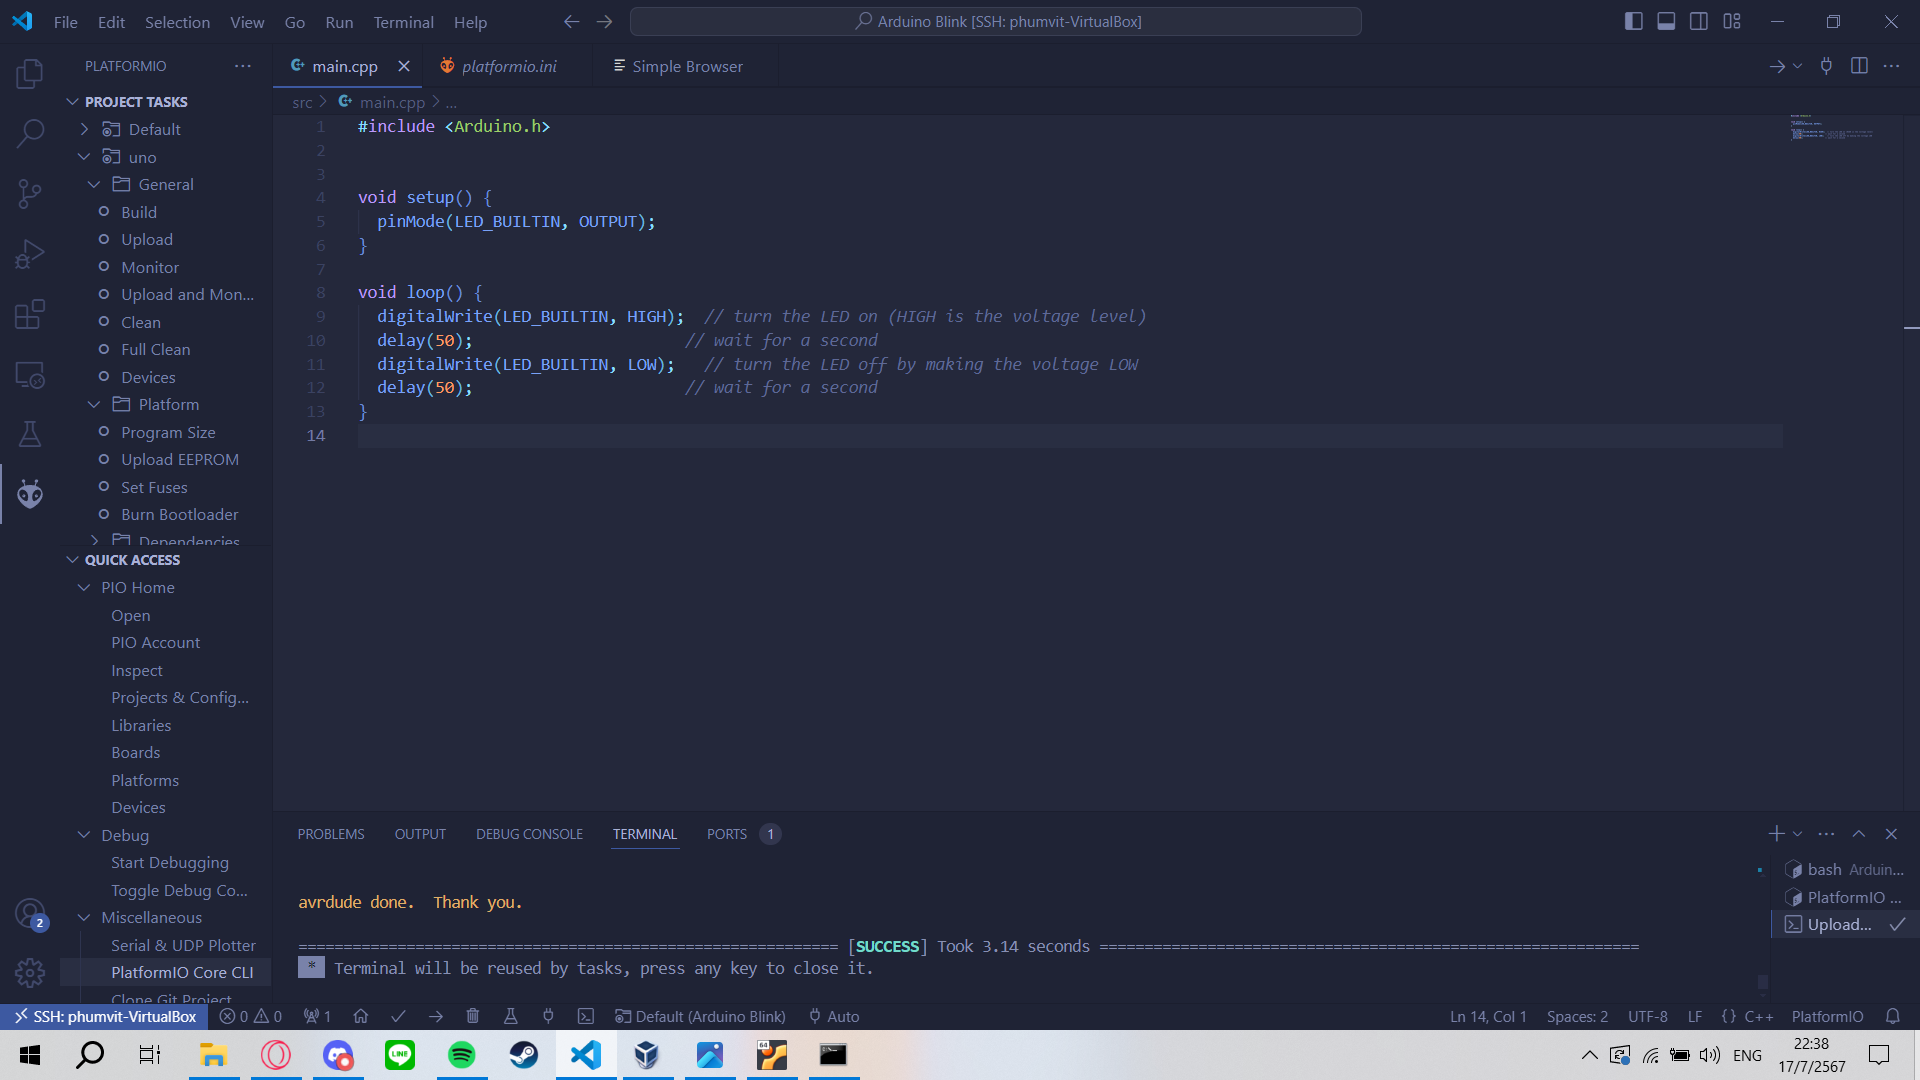 File Edit Selection View Go Run Terminal Help
Arduino Blink [SSH: phumvit-VirtualBox]
PLATFORMIO
main.cpp
platformio.ini
Simple Browser
src > main.cpp > ...
PROJECT TASKS
Default
uno
General
Build
Upload
Monitor
Upload and Mon...
Clean
Full Clean
Devices
Platform
Program Size
Upload EEPROM
Set Fuses
Burn Bootloader
Dependencies
QUICK ACCESS
PIO Home
Open
PIO Account
Inspect
Projects & Config...
Libraries
Boards
Platforms
Devices
Debug
Start Debugging
Toggle Debug Co...
Miscellaneous
Serial & UDP Plotter
PlatformIO Core CLI
Clone Git Project
1 #include <Arduino.h>
2
3
4 void setup() {
5 pinMode(LED_BUILTIN, OUTPUT);
6 }
7
8 void loop() {
9 digitalWrite(LED_BUILTIN, HIGH); // turn the LED on (HIGH is the voltage level)
10 delay(50); // wait for a second
11 digitalWrite(LED_BUILTIN, LOW); // turn the LED off by making the voltage LOW
12 delay(50); // wait for a second
13 }
14
PROBLEMS OUTPUT DEBUG CONSOLE TERMINAL PORTS 1
avrdude done. Thank you.
============================================================ [SUCCESS] Took 3.14 seconds ============================================================
* Terminal will be reused by tasks, press any key to close it.
bash Arduin...
PlatformIO ...
Upload...
2
SSH: phumvit-VirtualBox 0 0 1 Default (Arduino Blink) Auto
Ln 14, Col 1 Spaces: 2 UTF-8 LF {} C++ PlatformIO
LINE
64
ENG
22:38
17/7/2567